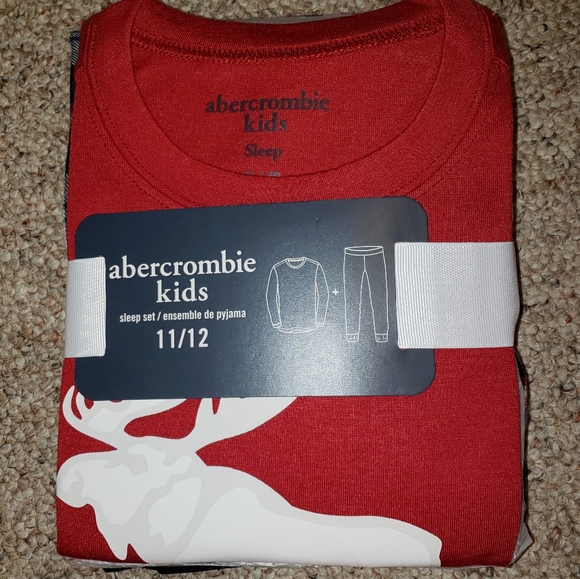 abercrombie
kids
Sleep
abercrombie
kids
sleep set / ensemble de pyjama
11/12
+